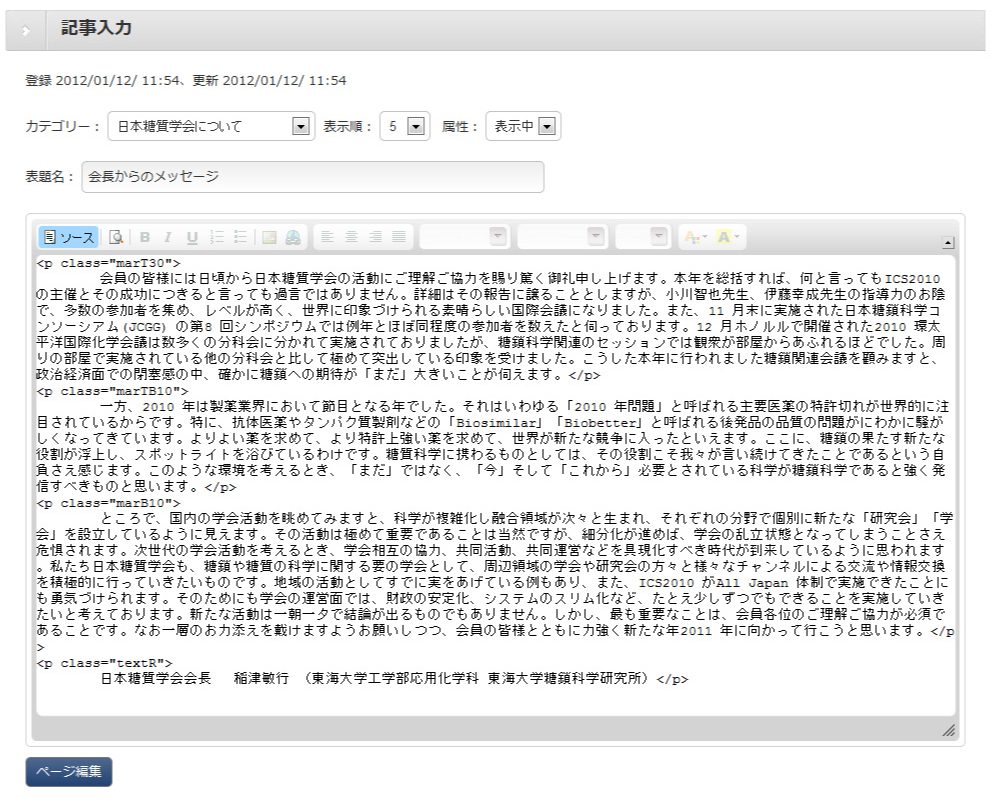 記事入力
登録 2012/01/12/ 11:54、更新 2012/01/12/ 11:54
カテゴリー： 日本糖質学会について 表示順： 5 属性： 表示中
表題名： 会長からのメッセージ
ソース B I U A A
<p class="marT30">
会員の皆様には日頃から日本糖質学会の活動にご理解ご協力を賜り篤く御礼申し上げます。本年を総括すれば、何と言ってもICS2010
の主催とその成功につきると言っても過言ではありません。詳細はその報告に譲ることとしますが、小川智也先生、伊藤幸成先生の指導力のお陰
で、多数の参加者を集め、レベルが高く、世界に印象づけられる素晴らしい国際会議になりました。また、11 月末に実施された日本糖鎖科学コ
ンソーシアム(JCGG) の第8 回シンポジウムでは例年とほぼ同程度の参加者を数えたと伺っております。12 月ホノルルで開催された2010 環太
平洋国際化学会議は数多くの分科会に分かれて実施されておりましたが、糖鎖科学関連のセッションでは観衆が部屋からあふれるほどでした。周
りの部屋で実施されている他の分科会と比して極めて突出している印象を受けました。こうした本年に行われました糖鎖関連会議を顧みますと、
政治経済面での閉塞感の中、確かに糖鎖への期待が「まだ」大きいことが伺えます。</p>
<p class="marTB10">
一方、2010 年は製薬業界において節目となる年でした。それはいわゆる「2010 年問題」と呼ばれる主要医薬の特許切れが世界的に注
目されているからです。特に、抗体医薬やタンパク質製剤などの「Biosimilar」「Biobetter」と呼ばれる後発品の品質の問題がにわかに騒が
しくなってきています。よりよい薬を求めて、より特許上強い薬を求めて、世界が新たな競争に入ったといえます。ここに、糖鎖の果たす新たな
役割が浮上し、スポットライトを浴びているわけです。糖質科学に携わるものとしては、その役割こそ我々が言い続けてきたことであるという自
負さえ感じます。このような環境を考えるとき、「まだ」ではなく、「今」そして「これから」必要とされている科学が糖鎖科学であると強く発
信すべきものと思います。</p>
<p class="marB10">
ところで、国内の学会活動を眺めてみますと、科学が複雑化し融合領域が次々と生まれ、それぞれの分野で個別に新たな「研究会」「学
会」を設立しているように見えます。その活動は極めて重要であることは当然ですが、細分化が進めば、学会の乱立状態となってしまうことさえ
危惧されます。次世代の学会活動を考えるとき、学会相互の協力、共同活動、共同運営などを具現化すべき時代が到来しているように思われます
。私たち日本糖質学会も、糖鎖や糖質の科学に関する要の学会として、周辺領域の学会や研究会の方々と様々なチャンネルによる交流や情報交換
を積極的に行っていきたいものです。地域の活動としてすでに実をあげている例もあり、また、ICS2010 がAll Japan 体制で実施できたことに
も勇気づけられます。そのためにも学会の運営面では、財政の安定化、システムのスリム化など、たとえ少しずつでもできることを実施していき
たいと考えております。新たな活動は一朝一夕で結論が出るものでもありません。しかし、最も重要なことは、会員各位のご理解ご協力が必須で
あることです。なお一層のお力添えを戴けますようお願いしつつ、会員の皆様とともに力強く新たな年2011 年に向かって行こうと思います。</p
>
<p class="textR">
日本糖質学会会長　稲津敏行 （東海大学工学部応用化学科 東海大学糖鎖科学研究所）</p>
ページ編集